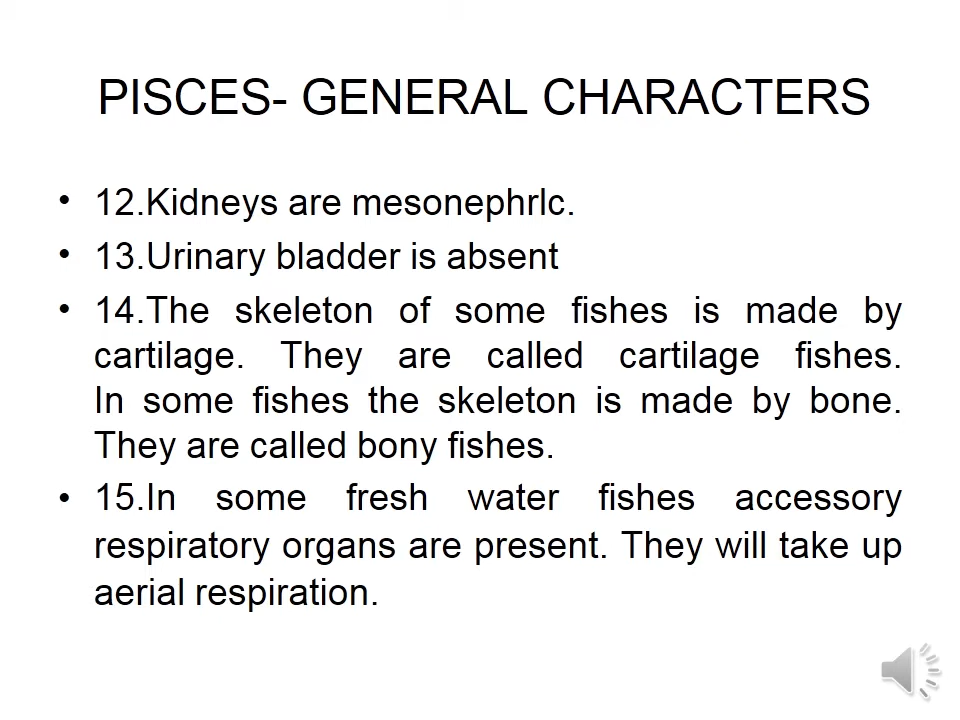 PISCES- GENERAL CHARACTERS
• 12.Kidneys are mesonephrlc.
• 13.Urinary bladder is absent
• 14.The skeleton of some fishes is made by
cartilage. They are called cartilage fishes.
In some fishes the skeleton is made by bone.
They are called bony fishes.
• 15.In some fresh water fishes accessory
respiratory organs are present. They will take up
aerial respiration.